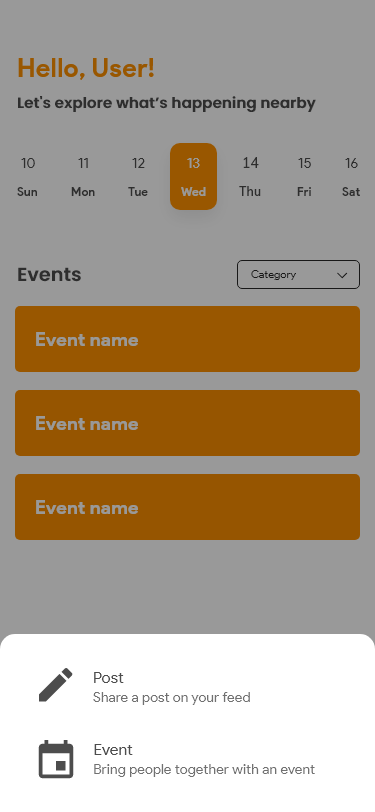 Hello, User!
Let's explore what's happening nearby
10 11 12 13 14 15 16
Sun Mon Tue Wed Thu Fri Sat
Events
Category
Event name
Event name
Event name
Post
Share a post on your feed
Event
Bring people together with an event